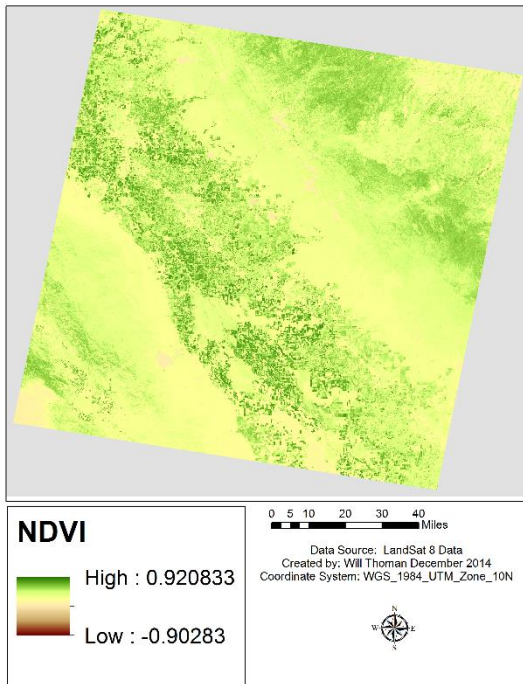 NDVI
High : 0.920833
Low : -0.90283
0 5 10 20 30 40
Miles
Data Source: LandSat 8 Data
Created by: Will Thoman December 2014
Coordinate System: WGS_1984_UTM_Zone_10N
N
W E
S